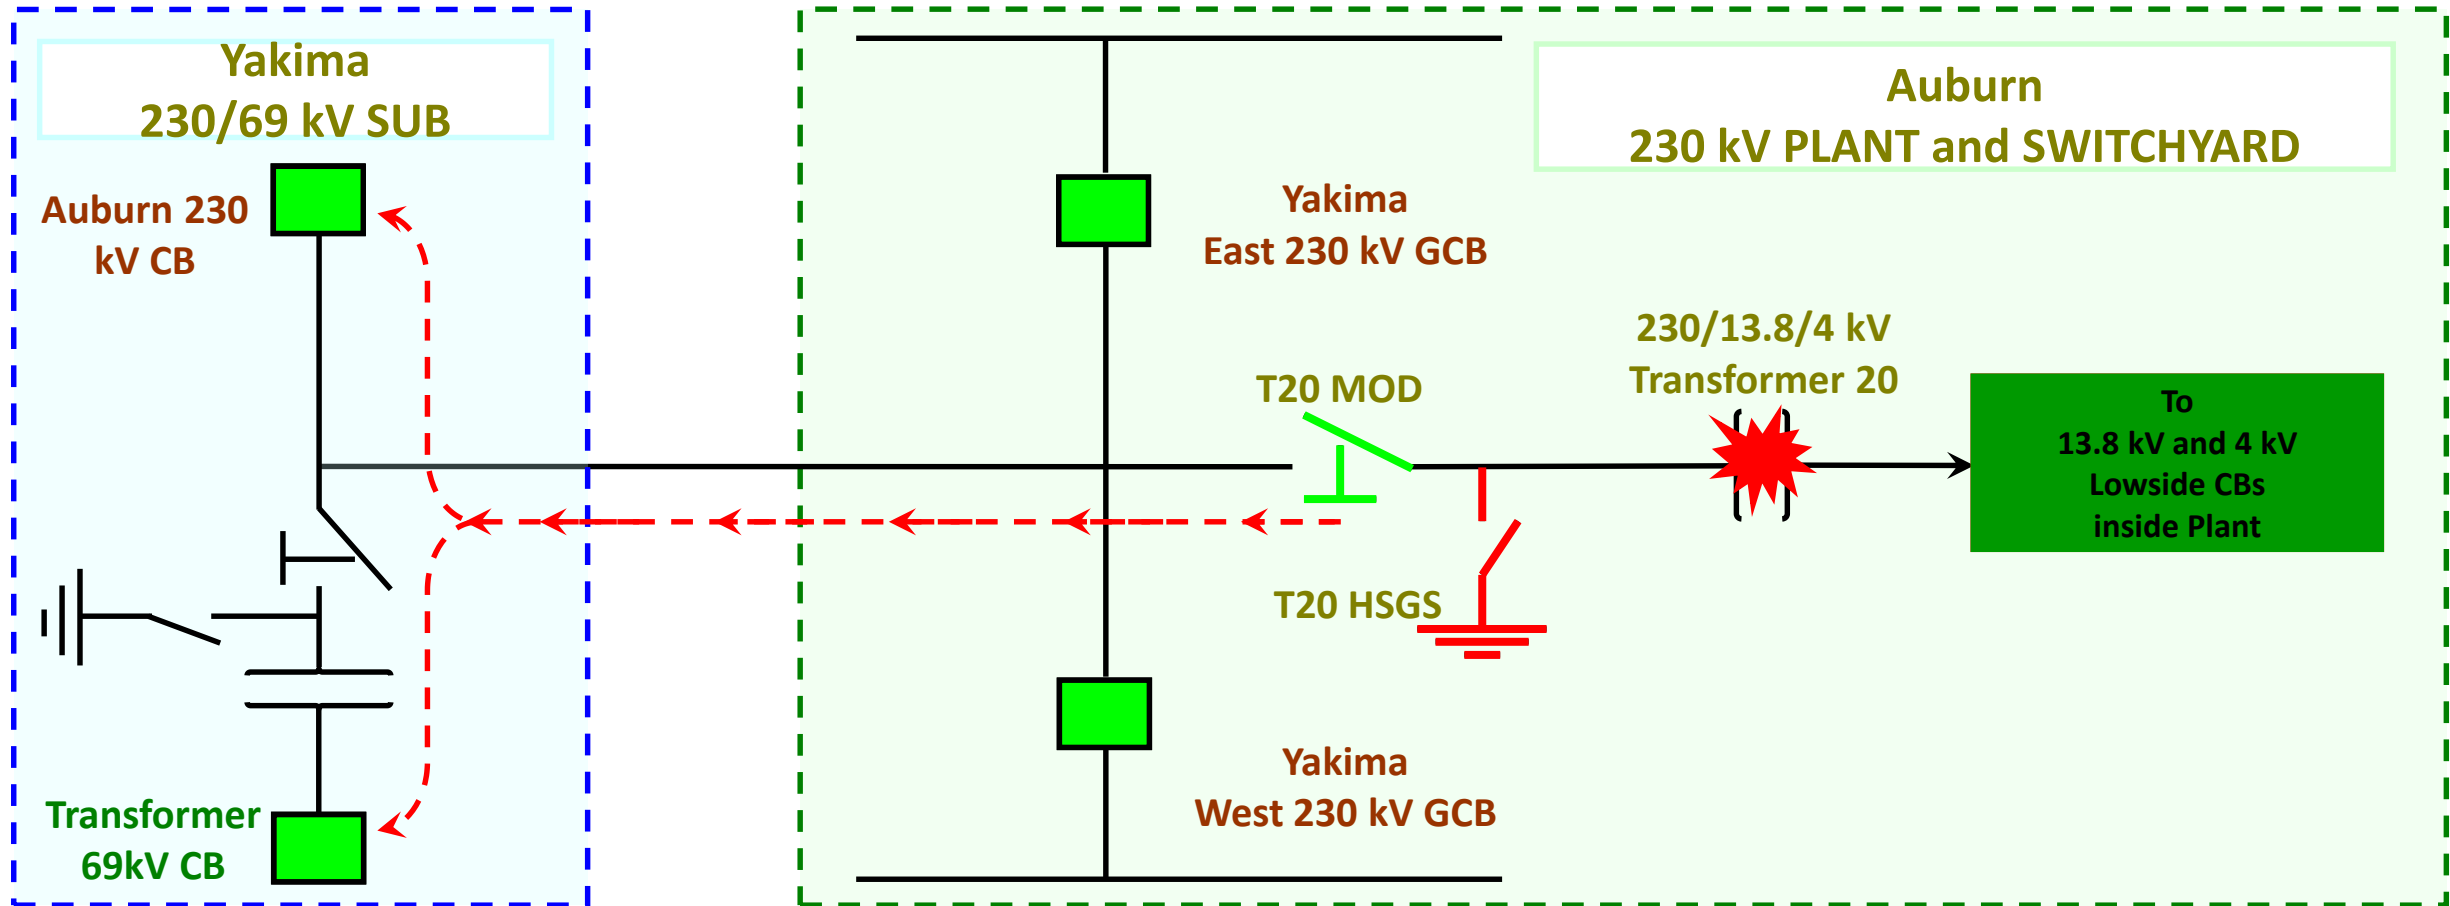 Yakima
230/69 kV SUB
Auburn 230
kV CB
Transformer
69kV CB
Auburn
230 kV PLANT and SWITCHYARD
Yakima
East 230 kV GCB
T20 MOD
230/13.8/4 kV
Transformer 20
To
13.8 kV and 4 kV
Lowside CBs
inside Plant
T20 HSGS
Yakima
West 230 kV GCB